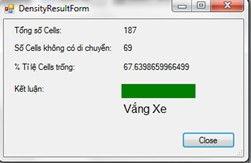 DensityResultForm
Tổng số Cells: 187
Số Cells không có di chuyển: 69
% Tỉ lệ Cells trống: 67.6398659966499
Kết luận:
Vắng Xe
Close